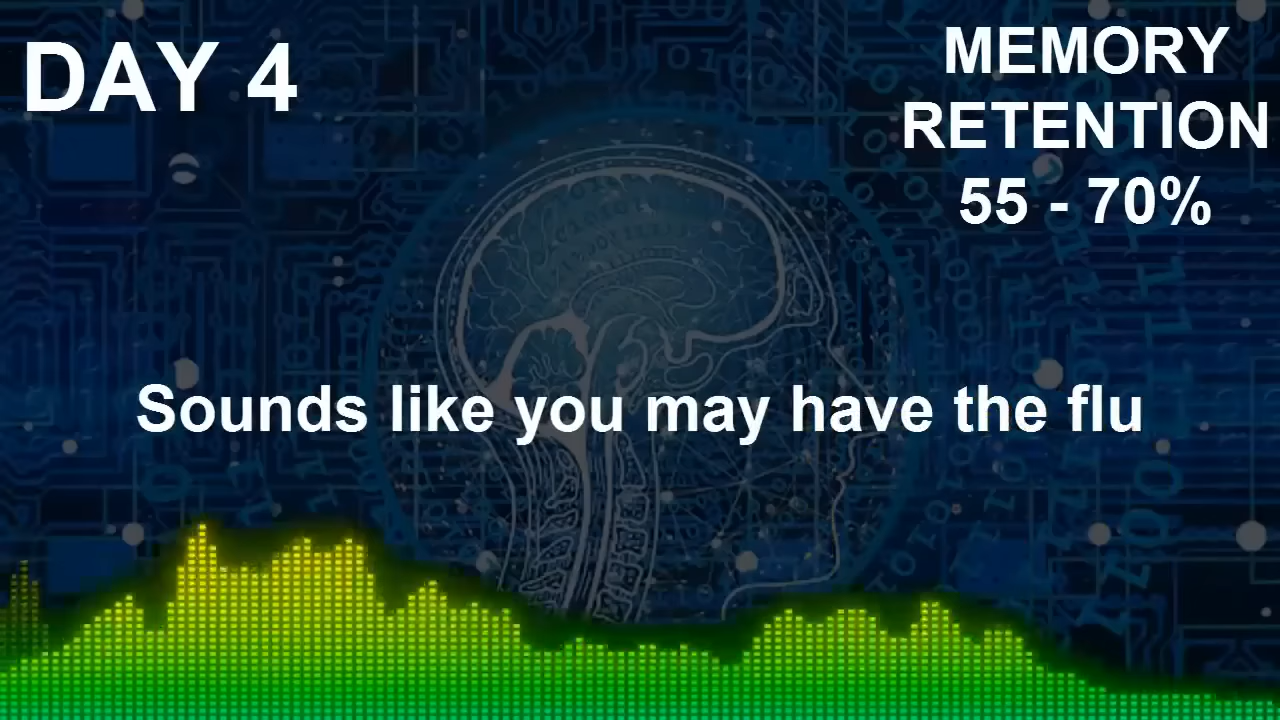 DAY 4
MEMORY
RETENTION
55 - 70%
Sounds like you may have the flu